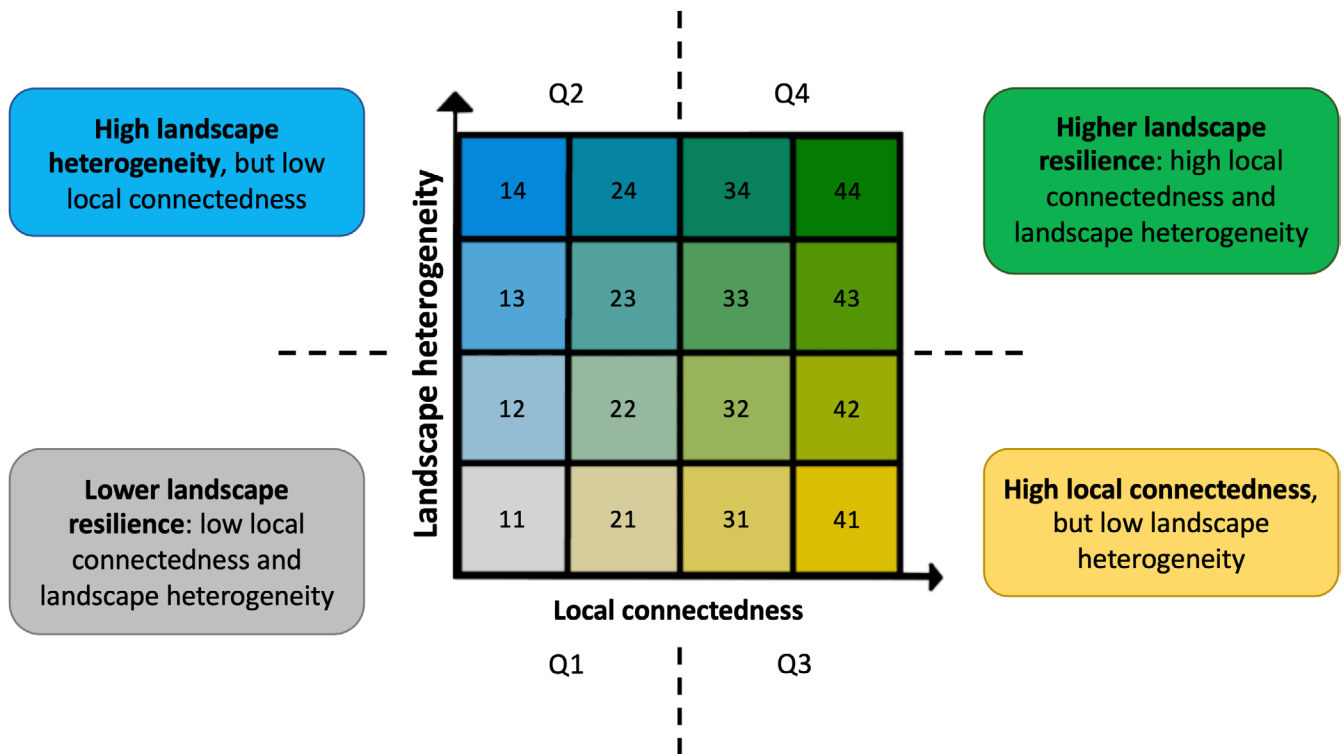 Q2
Q4
High landscape
heterogeneity, but low
local connectedness
Higher landscape
resilience: high local
connectedness and
landscape heterogeneity
Landscape heterogeneity
14
24
34
44
13
23
33
43
12
22
32
42
11
21
31
41
Lower landscape
resilience: low local
connectedness and
landscape heterogeneity
High local connectedness,
but low landscape
heterogeneity
Local connectedness
Q1
Q3